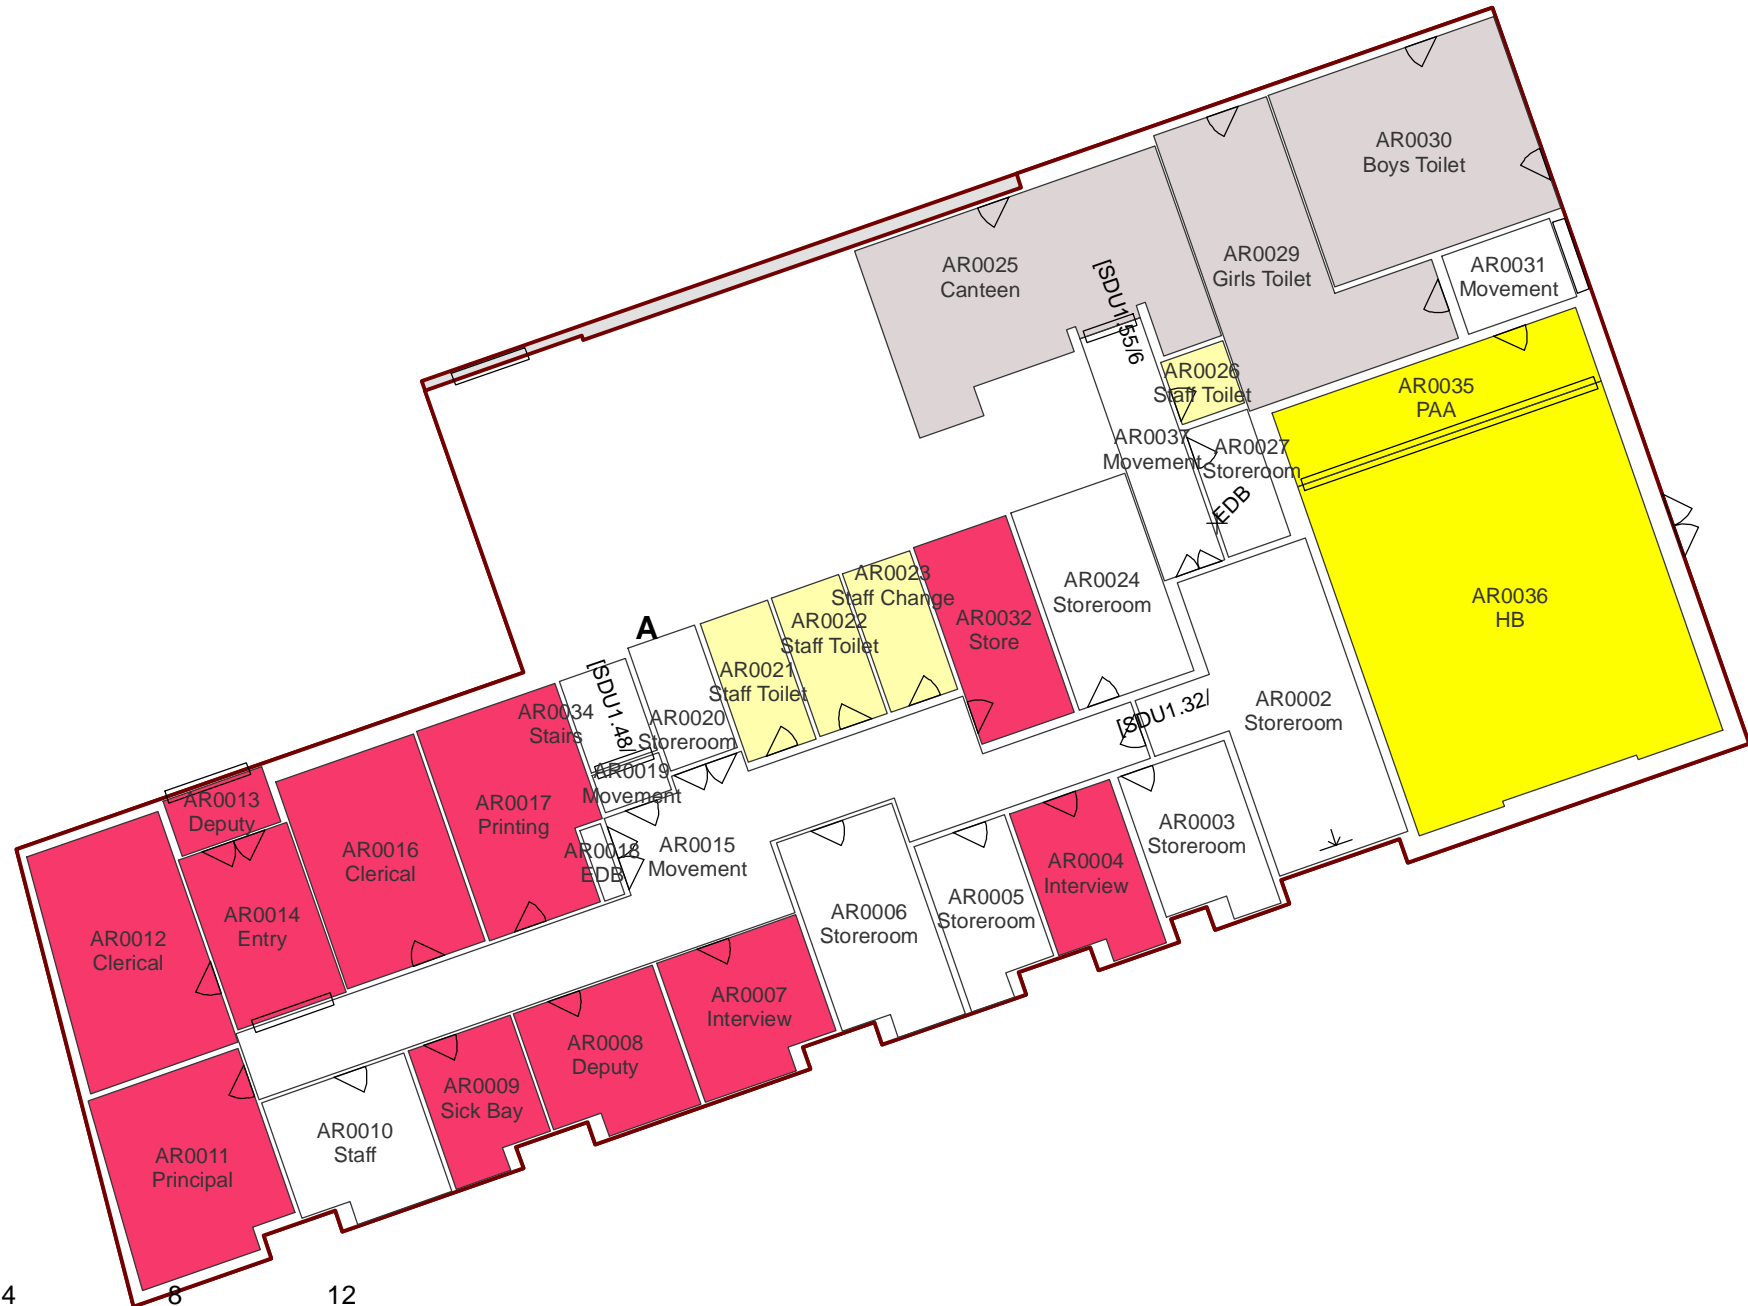 AR0030
Boys Toilet
AR0029
Girls Toilet
AR0025
Canteen
AR0031
Movement
[SDU1.55/6
AR0026
Staff Toilet
AR0035
PAA
AR0037
Movement
AR0027
Storeroom
EDB
AR0036
HB
AR0024
Storeroom
AR0023
Staff Change
AR0032
Store
AR0022
Staff Toilet
A
AR0021
Staff Toilet
AR0020
Storeroom
[SDU1.48/
AR0034
Stairs
AR0019
Movement
[SDU1.32/
AR0002
Storeroom
AR0013
Deputy
AR0017
Printing
AR0016
Clerical
AR0018
EDB
AR0015
Movement
AR0003
Storeroom
AR0004
Interview
AR0005
Storeroom
AR0006
Storeroom
AR0014
Entry
AR0012
Clerical
AR0007
Interview
AR0008
Deputy
AR0009
Sick Bay
AR0010
Staff
AR0011
Principal
4
8
12